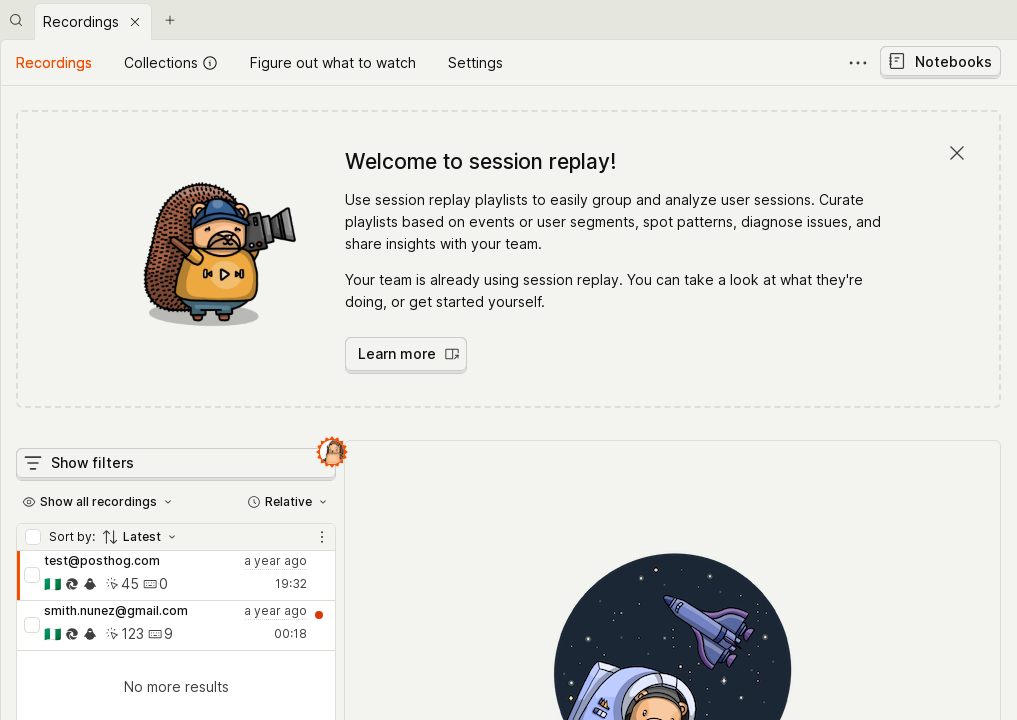 Recordings
Recordings
Collections
Figure out what to watch
Settings
Notebooks
Welcome to session replay!
Use session replay playlists to easily group and analyze user sessions. Curate
playlists based on events or user segments, spot patterns, diagnose issues, and
share insights with your team.
Your team is already using session replay. You can take a look at what they're
doing, or get started yourself.
Learn more
Show filters
Show all recordings
Relative
Sort by: Latest
test@posthog.com
a year ago
45
0
19:32
smith.nunez@gmail.com
a year ago
123
9
00:18
No more results